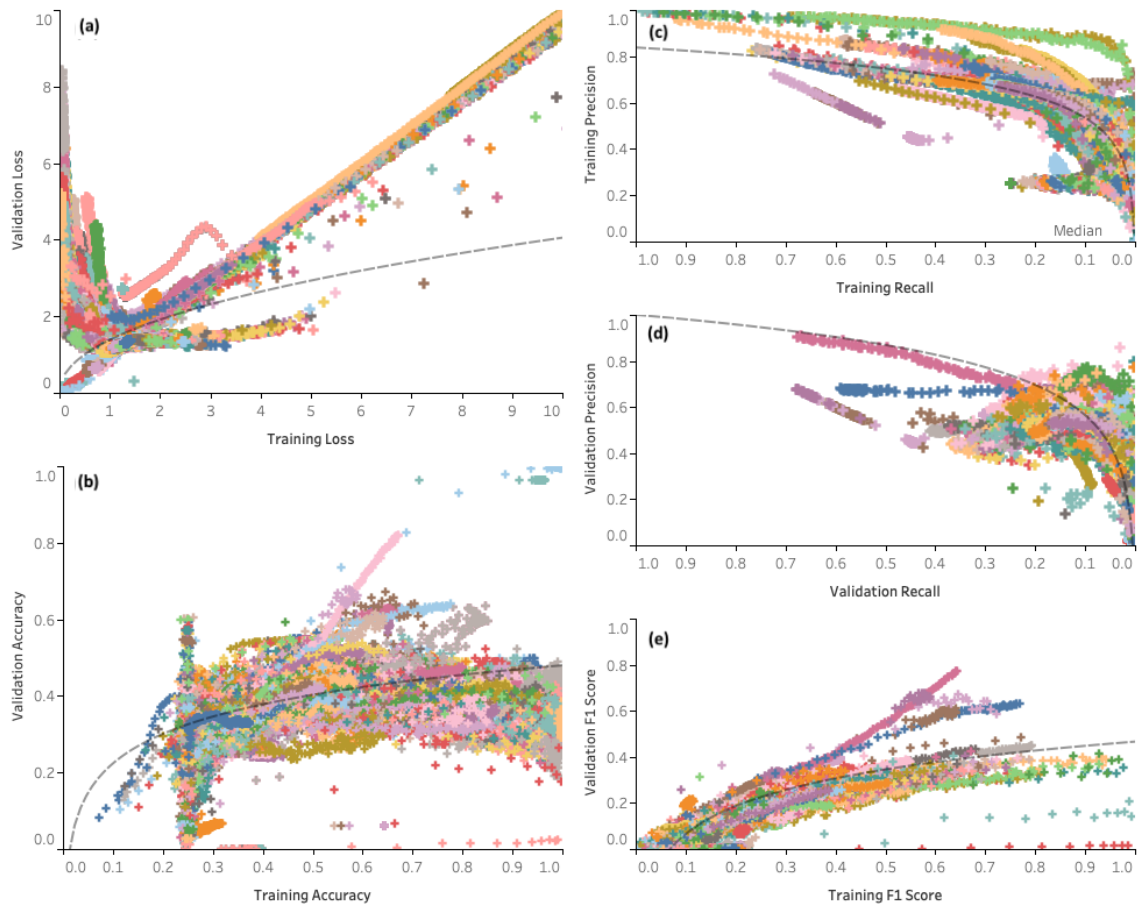 (a)
10
8
6
4
2
0
Validation Loss
0 1 2 3 4 5 6 7 8 9 10
Training Loss
(b)
1.0
0.8
0.6
0.4
0.2
0.0
Validation Accuracy
0.0 0.1 0.2 0.3 0.4 0.5 0.6 0.7 0.8 0.9 1.0
Training Accuracy
(c)
1.0
0.8
0.6
0.4
0.2
0.0
Training Precision
Median
1.0 0.9 0.8 0.7 0.6 0.5 0.4 0.3 0.2 0.1 0.0
Training Recall
(d)
1.0
0.8
0.6
0.4
0.2
0.0
Validation Precision
1.0 0.9 0.8 0.7 0.6 0.5 0.4 0.3 0.2 0.1 0.0
Validation Recall
(e)
1.0
0.8
0.6
0.4
0.2
0.0
Validation F1 Score
0.0 0.1 0.2 0.3 0.4 0.5 0.6 0.7 0.8 0.9 1.0
Training F1 Score